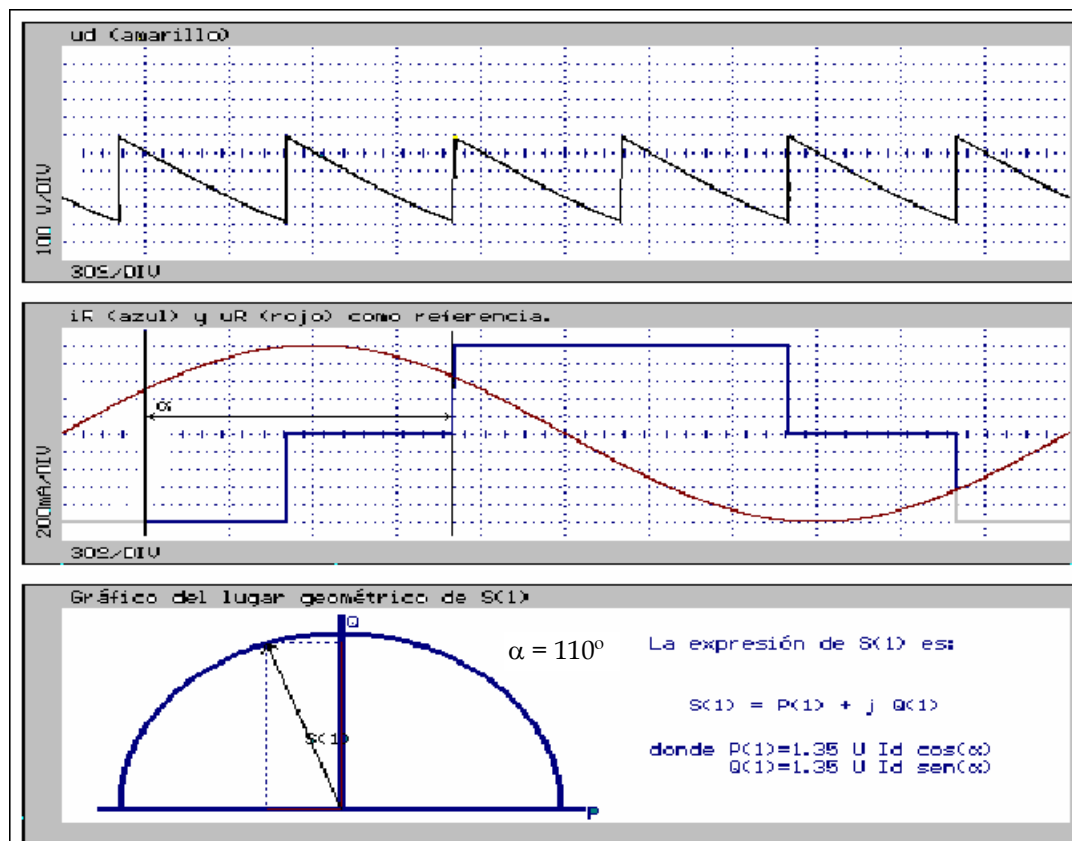 ud (amarillo)
100 V/DIV
30º/DIV
iR (azul) y uR (rojo) como referencia.
α
200mA/DIV
30º/DIV
Gráfico del lugar geométrico de S(1)
Q
α = 110º
La expresión de S(1) es:
S(1) = P(1) + j Q(1)
S(1)
donde P(1)=1.35 U Id cos(α)
Q(1)=1.35 U Id sen(α)
P